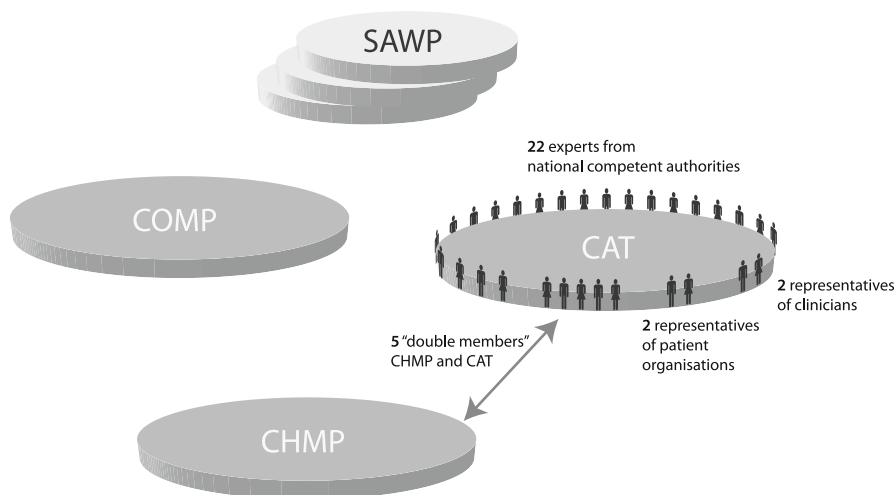 SAWP
22 experts from
national competent authorities
COMP
CAT
2 representatives
of clinicians
2 representatives
of patient
organisations
5 “double members”
CHMP and CAT
CHMP